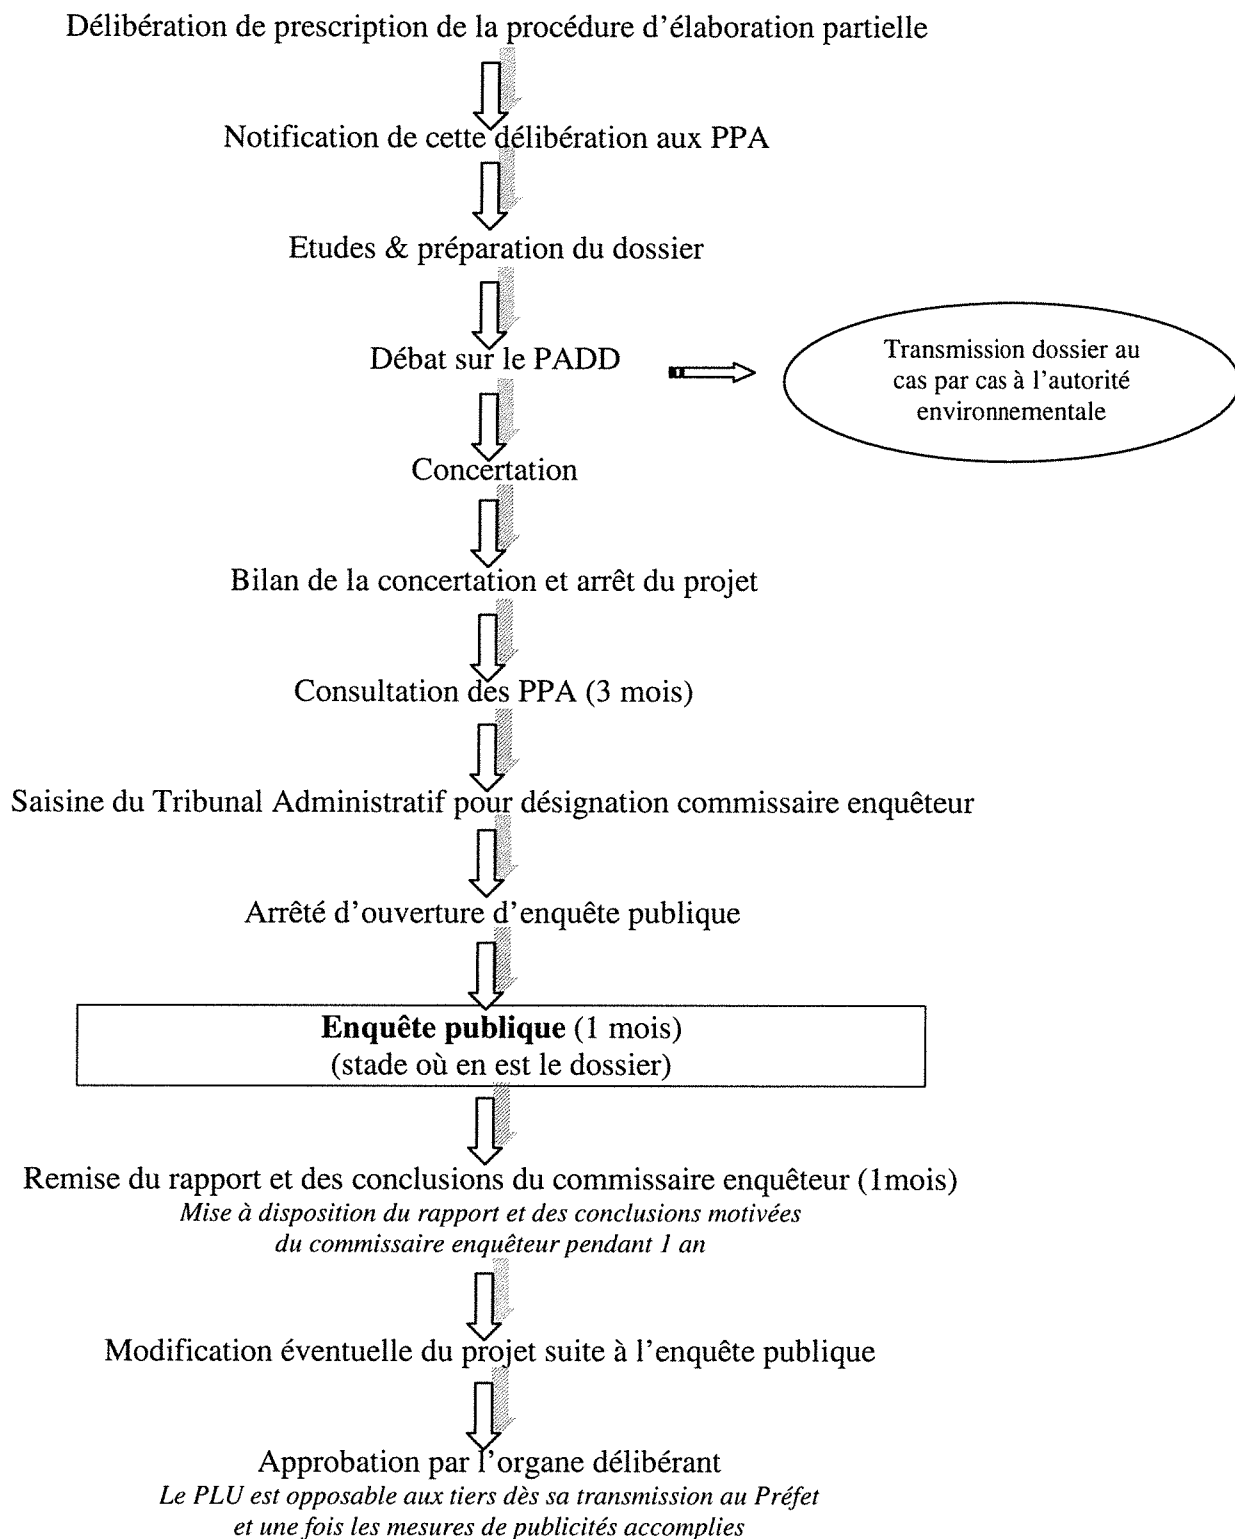 Délibération de prescription de la procédure d'élaboration partielle
Notification de cette délibération aux PPA
Etudes & préparation du dossier
Débat sur le PADD
Transmission dossier au
cas par cas à l'autorité
environnementale
Concertation
Bilan de la concertation et arrêt du projet
Consultation des PPA (3 mois)
Saisine du Tribunal Administratif pour désignation commissaire enquêteur
Arrêté d'ouverture d'enquête publique
Enquête publique (1 mois)
(stade où en est le dossier)
Remise du rapport et des conclusions du commissaire enquêteur (1mois)
Mise à disposition du rapport et des conclusions motivées
du commissaire enquêteur pendant 1 an
Modification éventuelle du projet suite à l'enquête publique
Approbation par l'organe délibérant
Le PLU est opposable aux tiers dès sa transmission au Préfet
et une fois les mesures de publicités accomplies